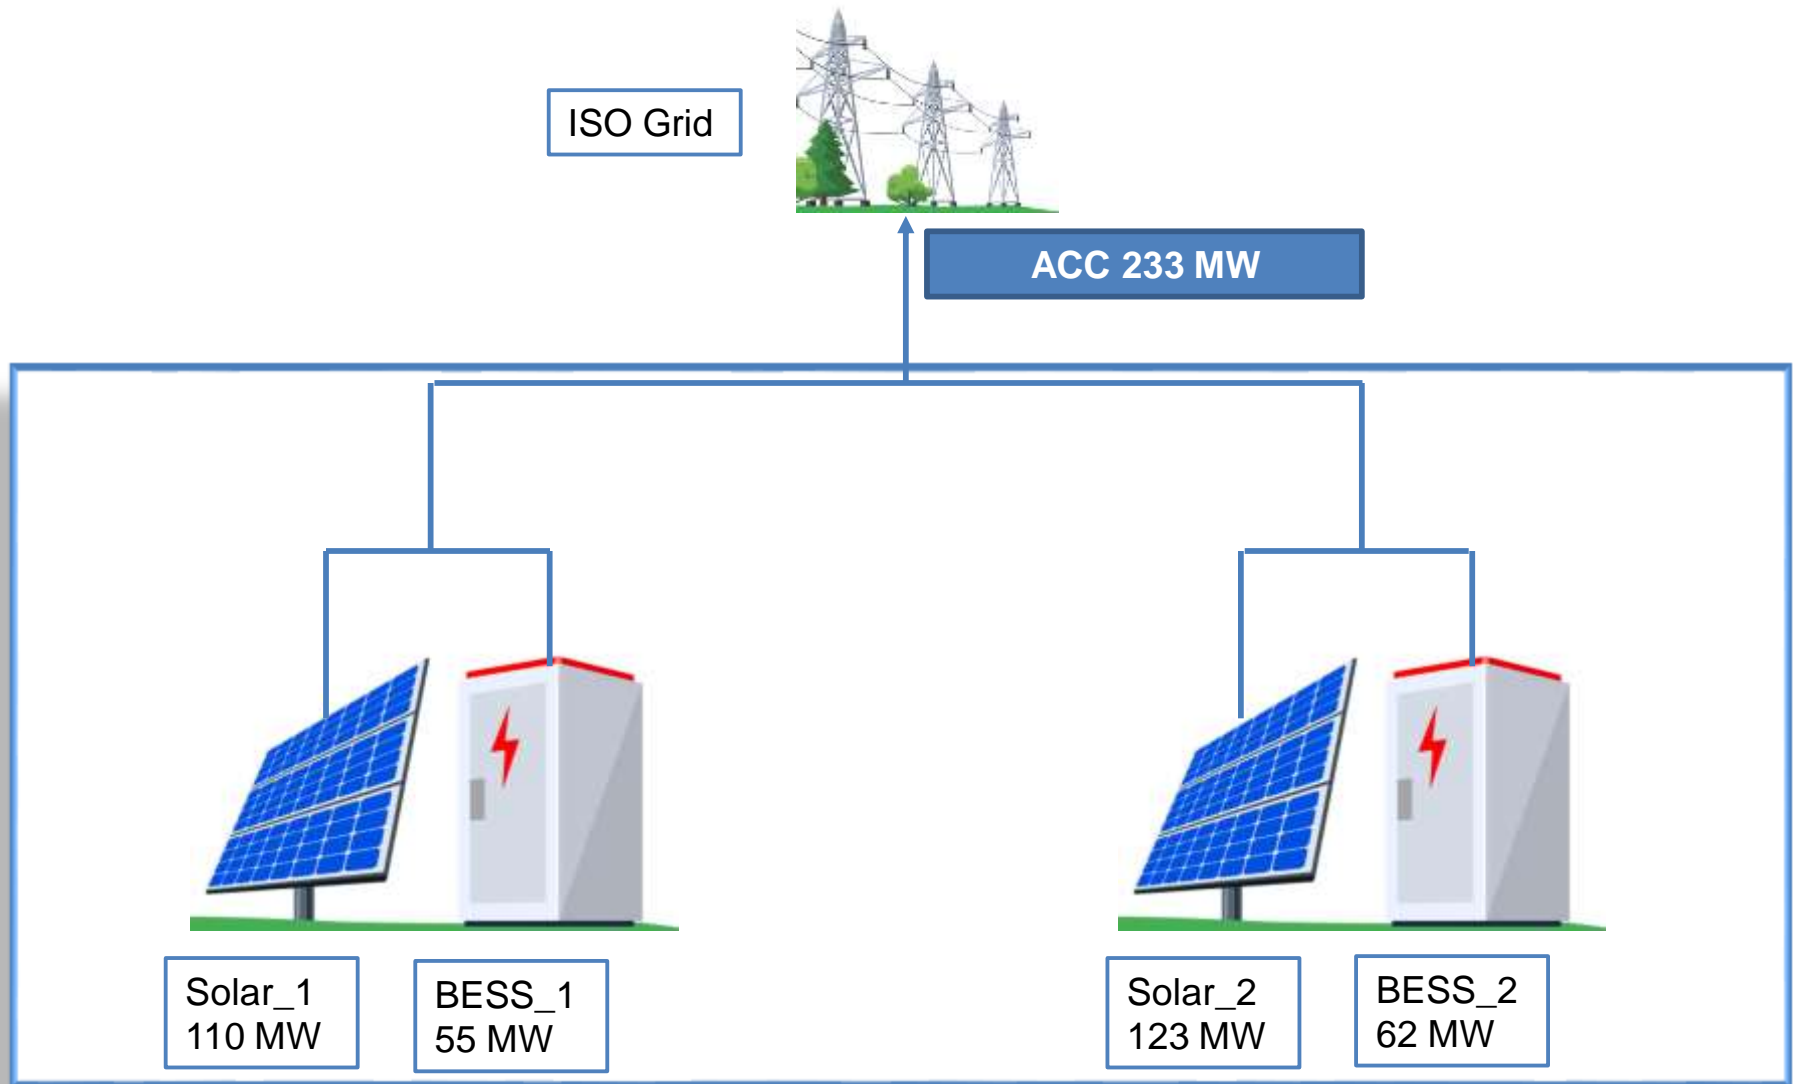 ISO Grid
ACC 233 MW
Solar_1
110 MW
BESS_1
55 MW
Solar_2
123 MW
BESS_2
62 MW